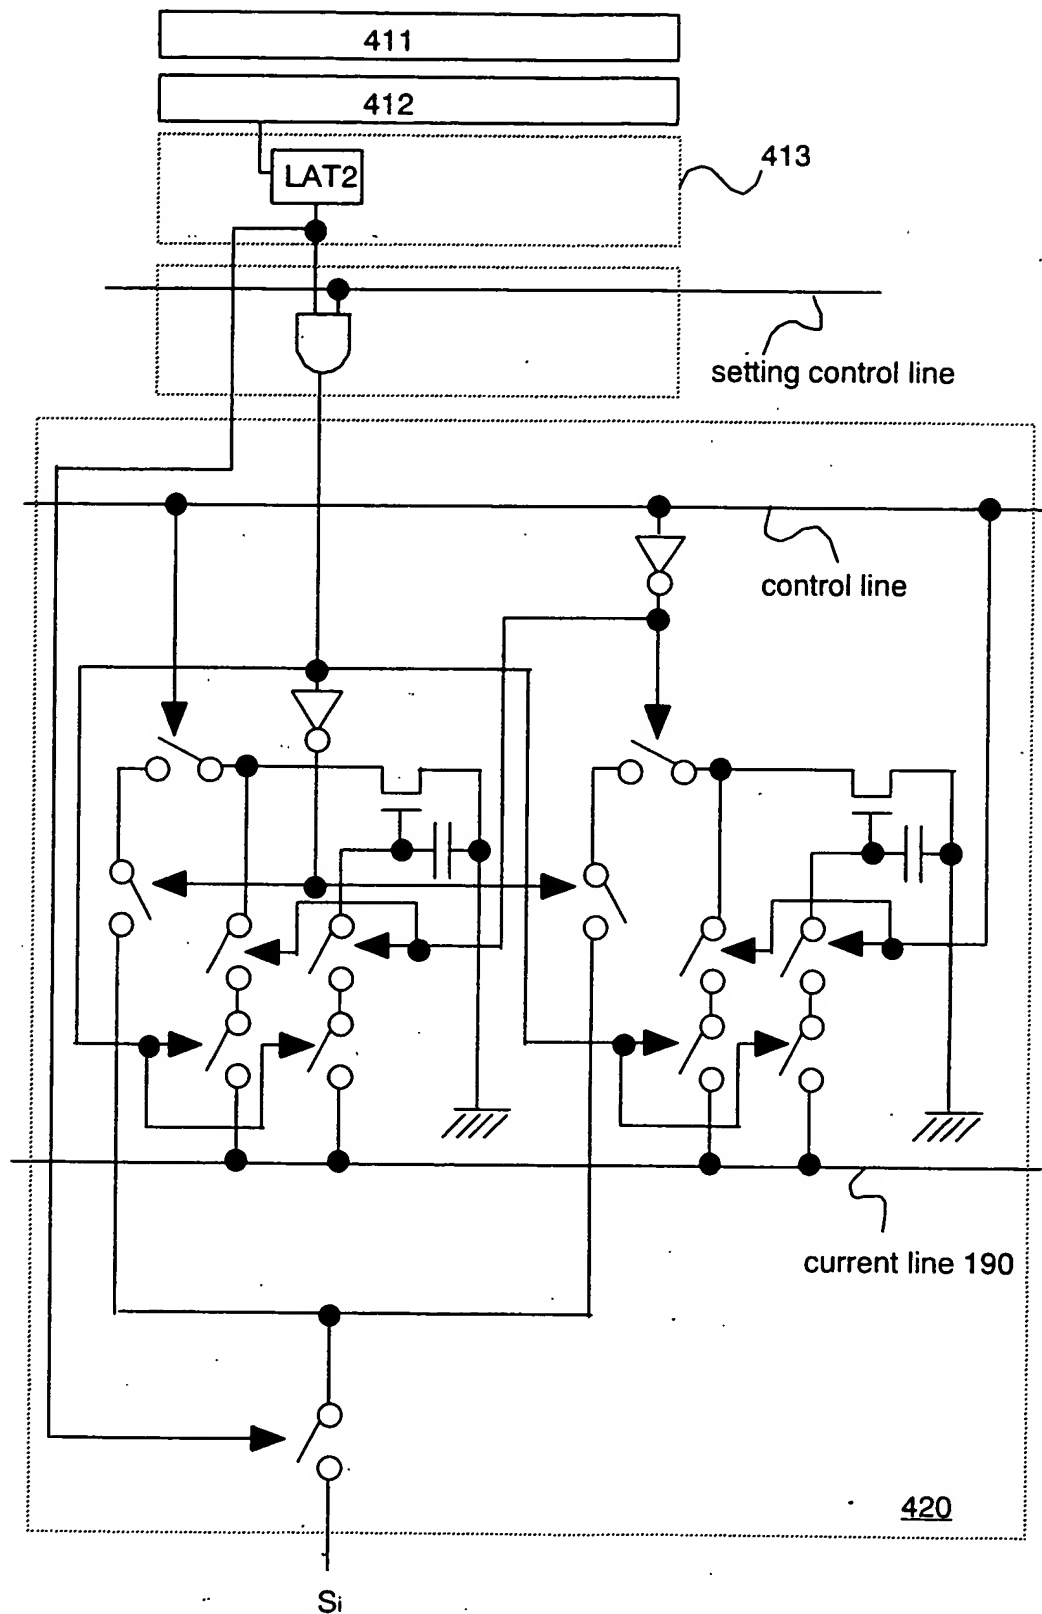 411
412
413
LAT2
setting control line
control line
current line 190
420
Si